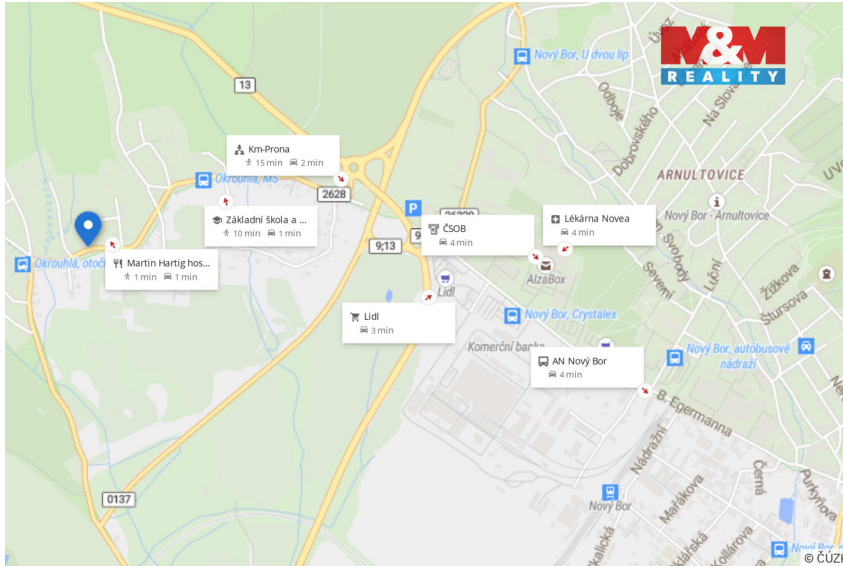 M&M
REALITY
Nový Bor, U dvou lip
Odboje
Dobrovského
Na Slova
13
Km-Prona
15 min 2 min
ARNULTOVICE
Okrouhlá, MŠ
2628
Základní škola a ...
10 min 1 min
ČSOB
4 min
Lékárna Novea
4 min
Nový Bor - Arnultovice
9;13
Martin Hartig hos...
1 min 1 min
Okrouhlá, otoč
AlzaBox
Severní
Luční
Žižkova
Štursova
Lidl
Lidl
3 min
Nový Bor, Crystalex
Komerční banka
AN Nový Bor
4 min
Nový Bor, autobusové
nádraží
B. Egermanna
Nádražní
Černá
Purkyňova
0137
Nový Bor
Mařákova
Kollárova
© ČÚZK